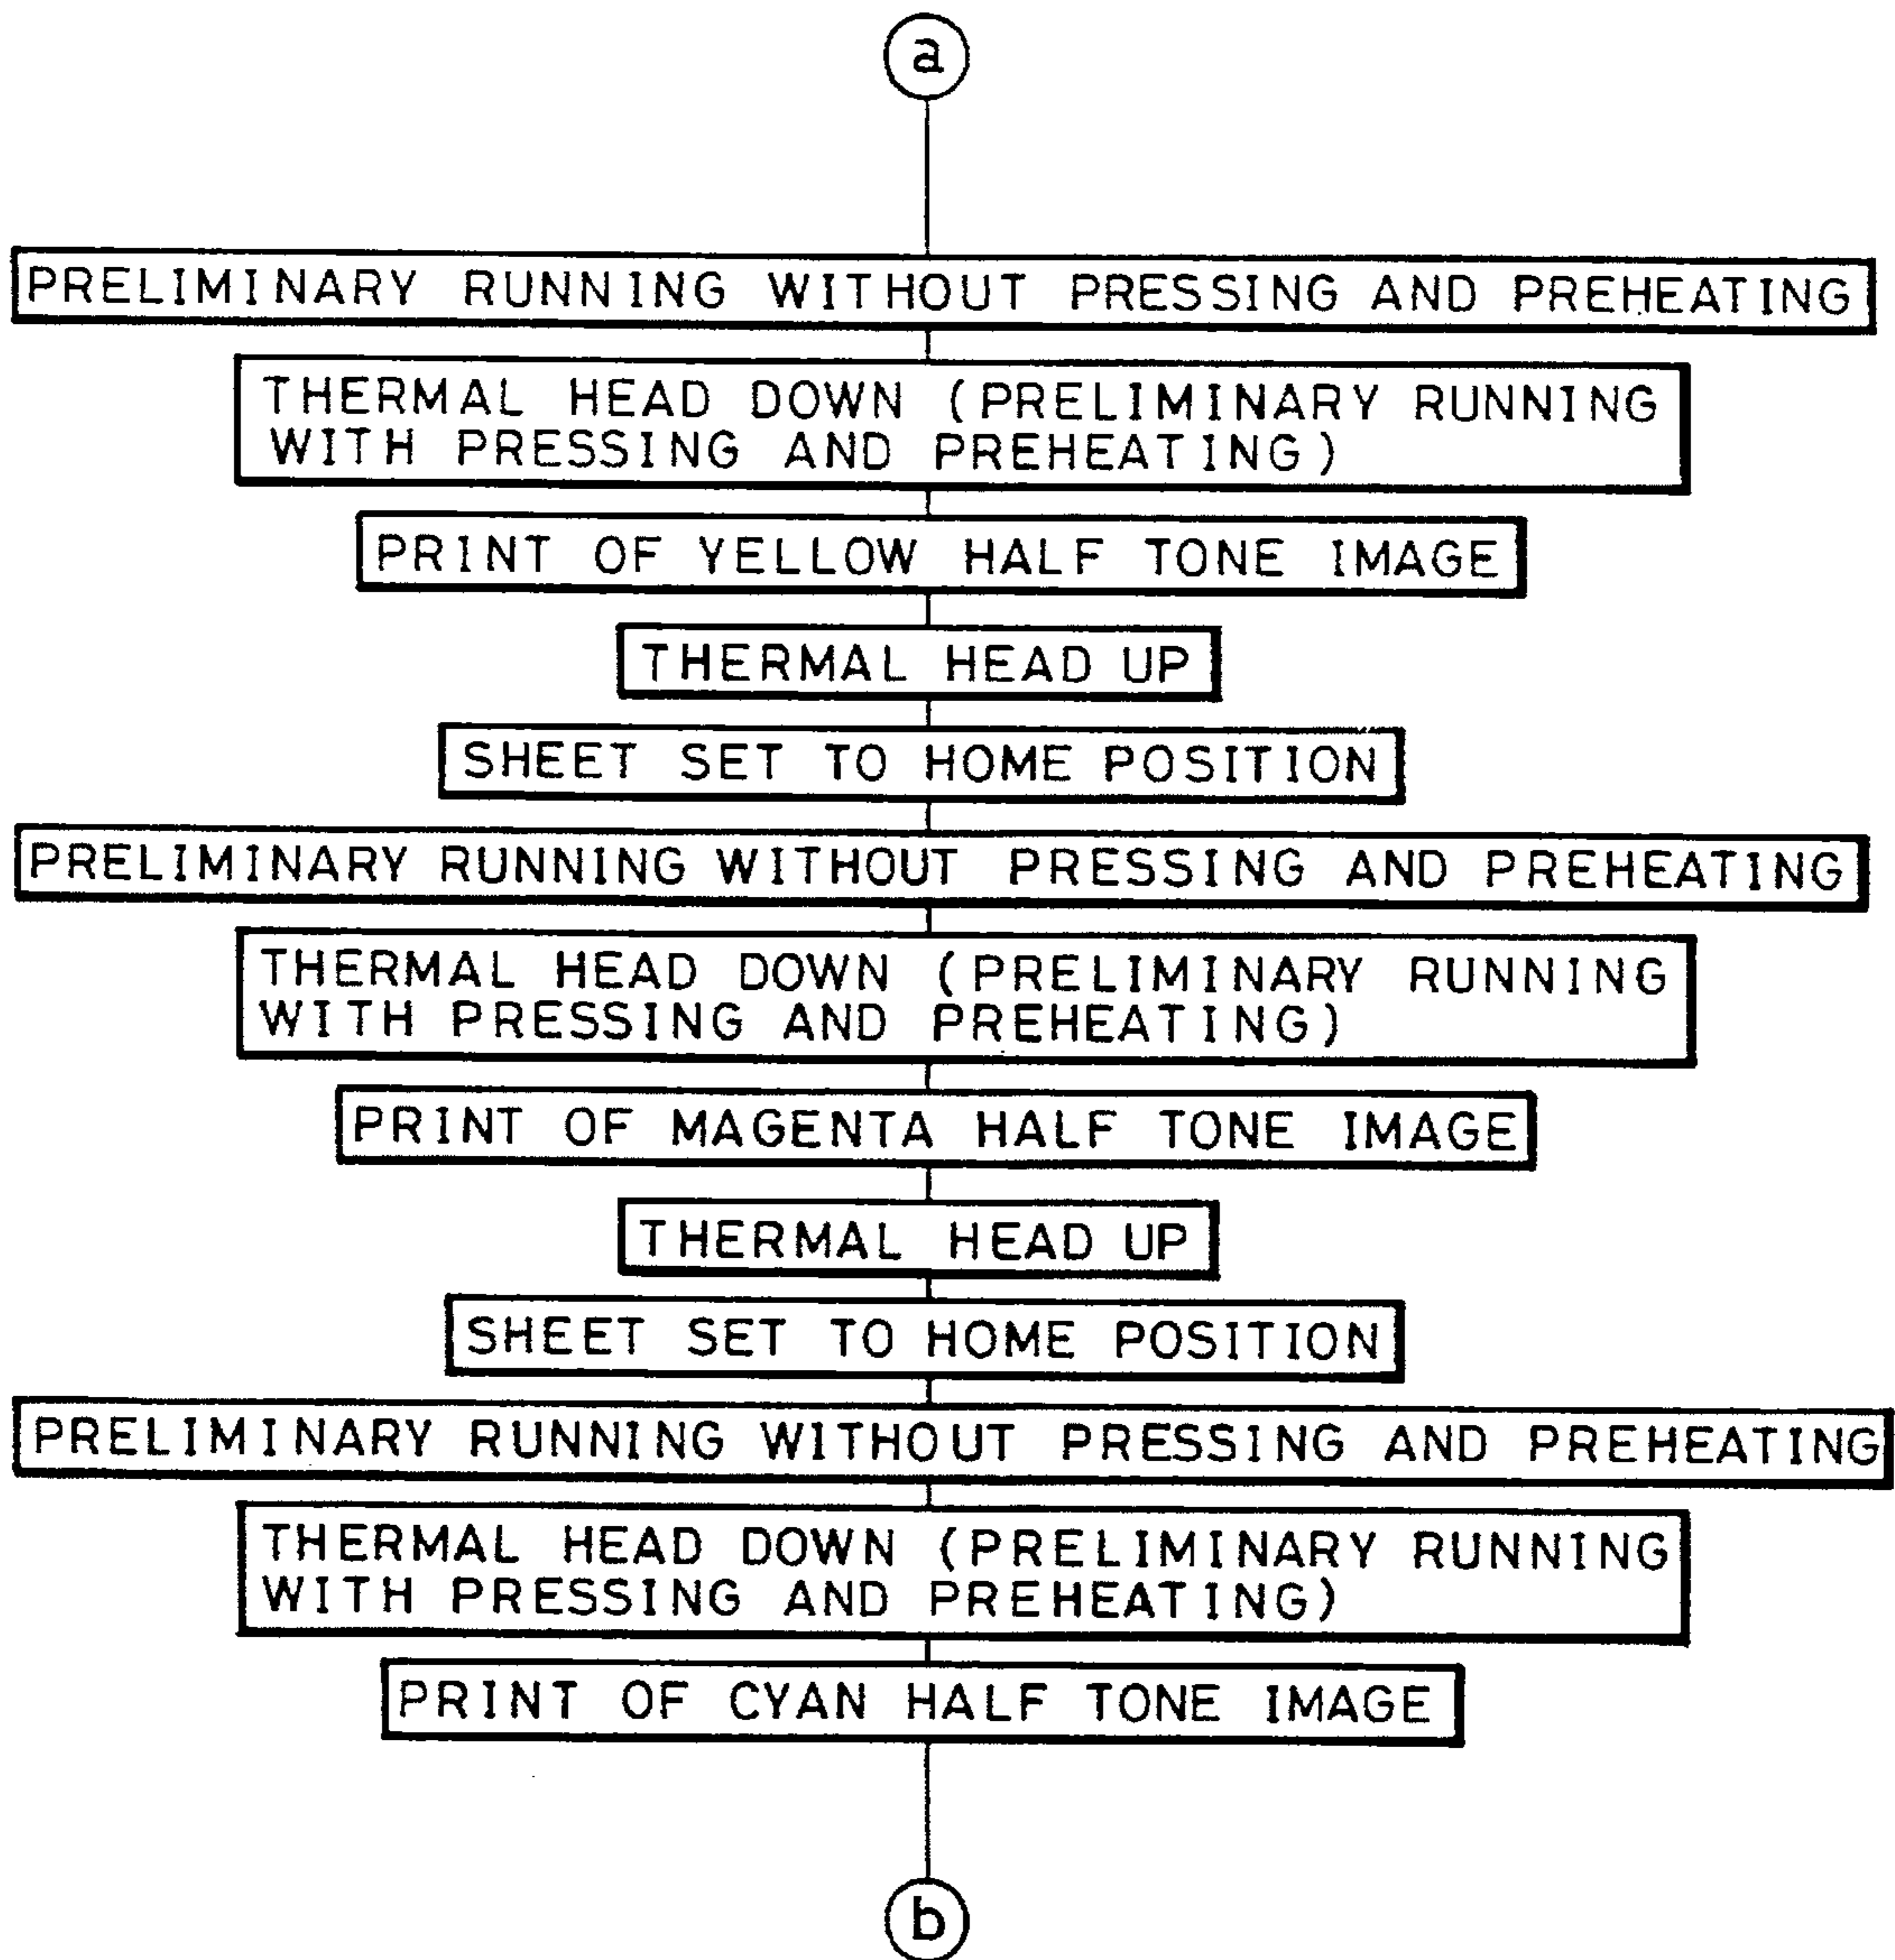 a
PRELIMINARY RUNNING WITHOUT PRESSING AND PREHEATING
THERMAL HEAD DOWN (PRELIMINARY RUNNING
WITH PRESSING AND PREHEATING)
PRINT OF YELLOW HALF TONE IMAGE
THERMAL HEAD UP
SHEET SET TO HOME POSITION
PRELIMINARY RUNNING WITHOUT PRESSING AND PREHEATING
THERMAL HEAD DOWN (PRELIMINARY RUNNING
WITH PRESSING AND PREHEATING)
PRINT OF MAGENTA HALF TONE IMAGE
THERMAL HEAD UP
SHEET SET TO HOME POSITION
PRELIMINARY RUNNING WITHOUT PRESSING AND PREHEATING
THERMAL HEAD DOWN (PRELIMINARY RUNNING
WITH PRESSING AND PREHEATING)
PRINT OF CYAN HALF TONE IMAGE
b